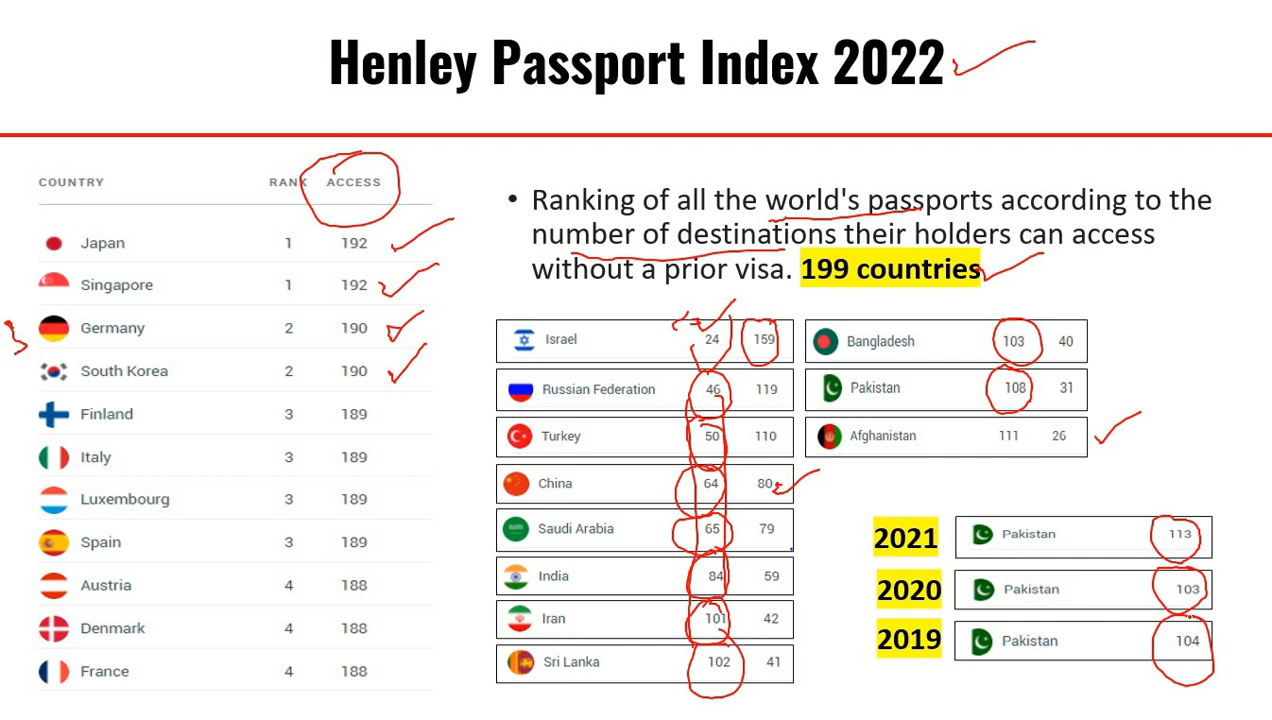 Henley Passport Index 2022
COUNTRY RANK ACCESS
Japan 1 192
Singapore 1 192
Germany 2 190
South Korea 2 190
Finland 3 189
Italy 3 189
Luxembourg 3 189
Spain 3 189
Austria 4 188
Denmark 4 188
France 4 188
• Ranking of all the world's passports according to the
number of destinations their holders can access
without a prior visa. 199 countries
Israel 24 159
Russian Federation 46 119
Turkey 50 110
China 64 80
Saudi Arabia 65 79
India 84 59
Iran 101 42
Sri Lanka 102 41
Bangladesh 103 40
Pakistan 108 31
Afghanistan 111 26
2021 Pakistan 113
2020 Pakistan 103
2019 Pakistan 104